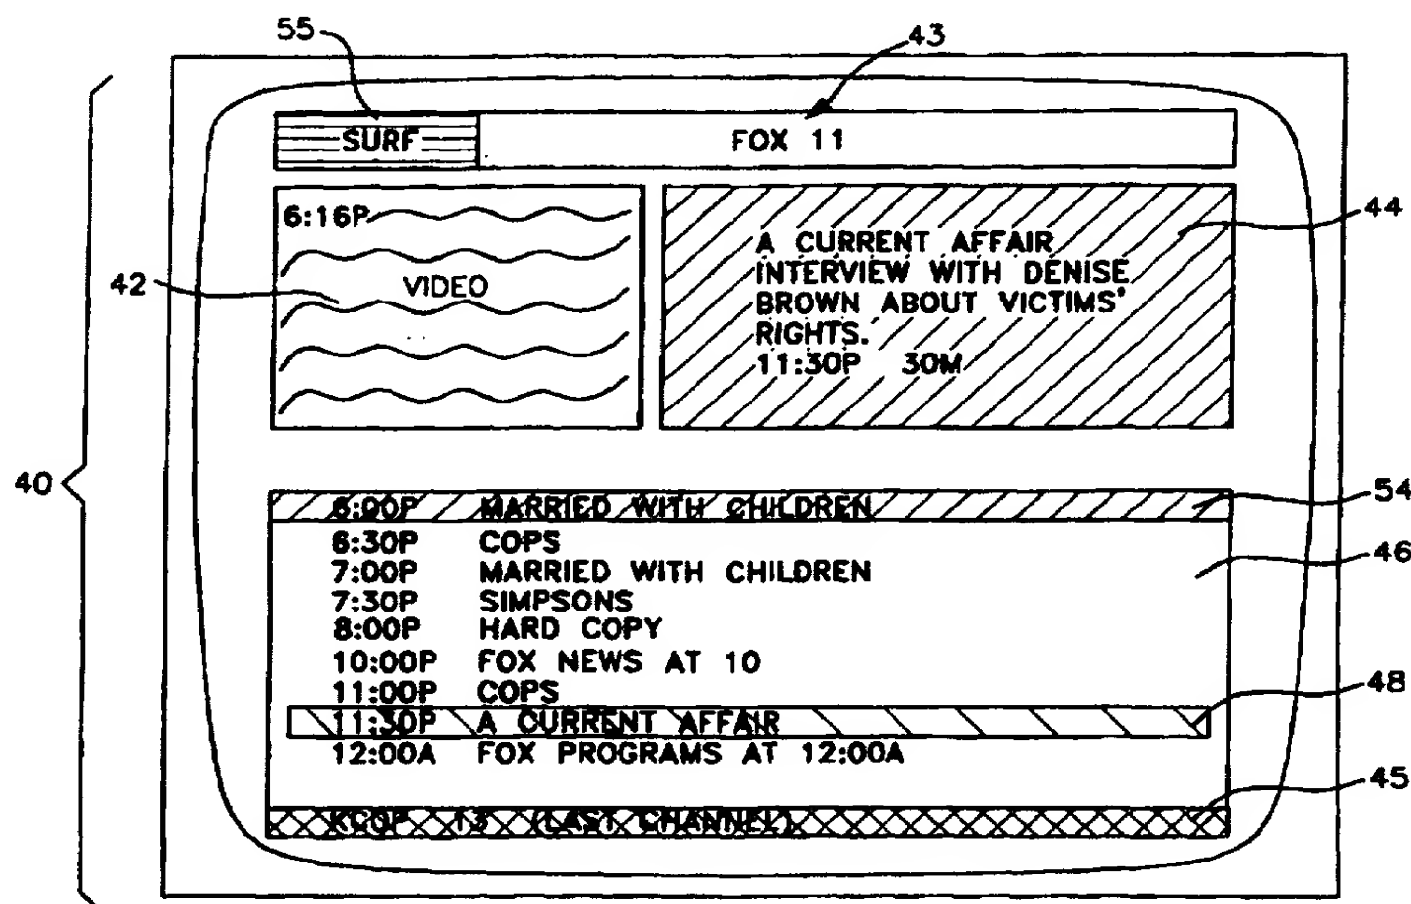 55
43
SURF FOX 11
6:16P
VIDEO
A CURRENT AFFAIR
INTERVIEW WITH DENISE
BROWN ABOUT VICTIMS'
RIGHTS.
11:30P 30M
44
42
40
6:00P MARRIED WITH CHILDREN
54
6:30P COPS
46
7:00P MARRIED WITH CHILDREN
7:30P SIMPSONS
8:00P HARD COPY
10:00P FOX NEWS AT 10
11:00P COPS
48
11:30P A CURRENT AFFAIR
12:00A FOX PROGRAMS AT 12:00A
45
KCOP 13 (LAST CHANNEL)